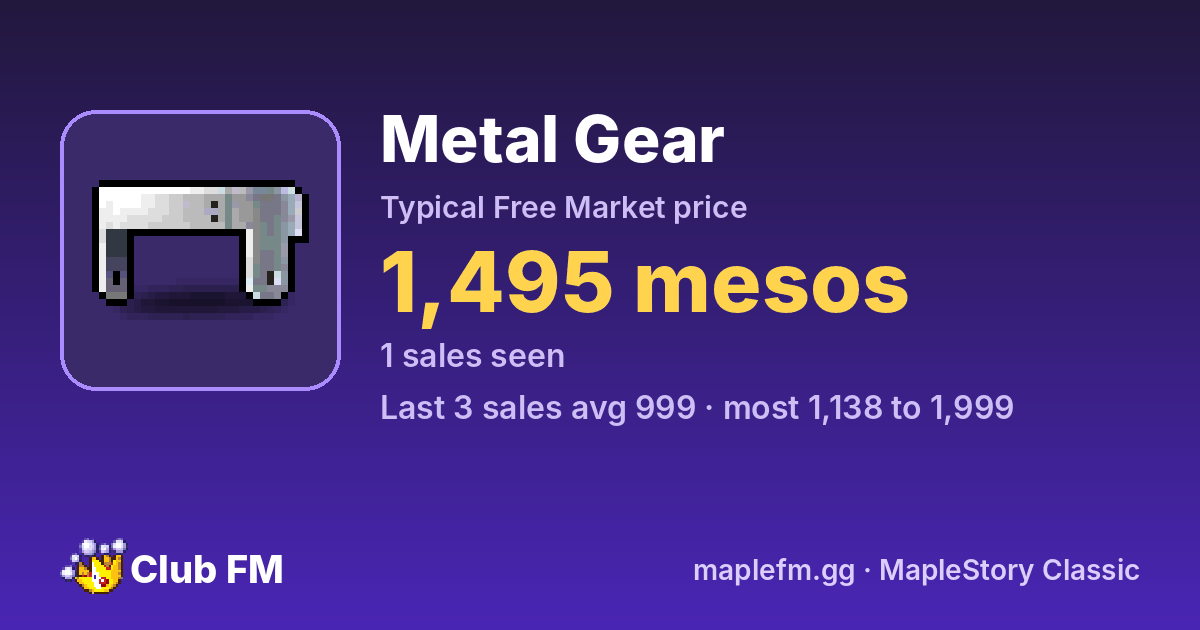 Metal Gear
Typical Free Market price
1,495 mesos
1 sales seen
Last 3 sales avg 999 · most 1,138 to 1,999
Club FM
maplefm.gg · MapleStory Classic